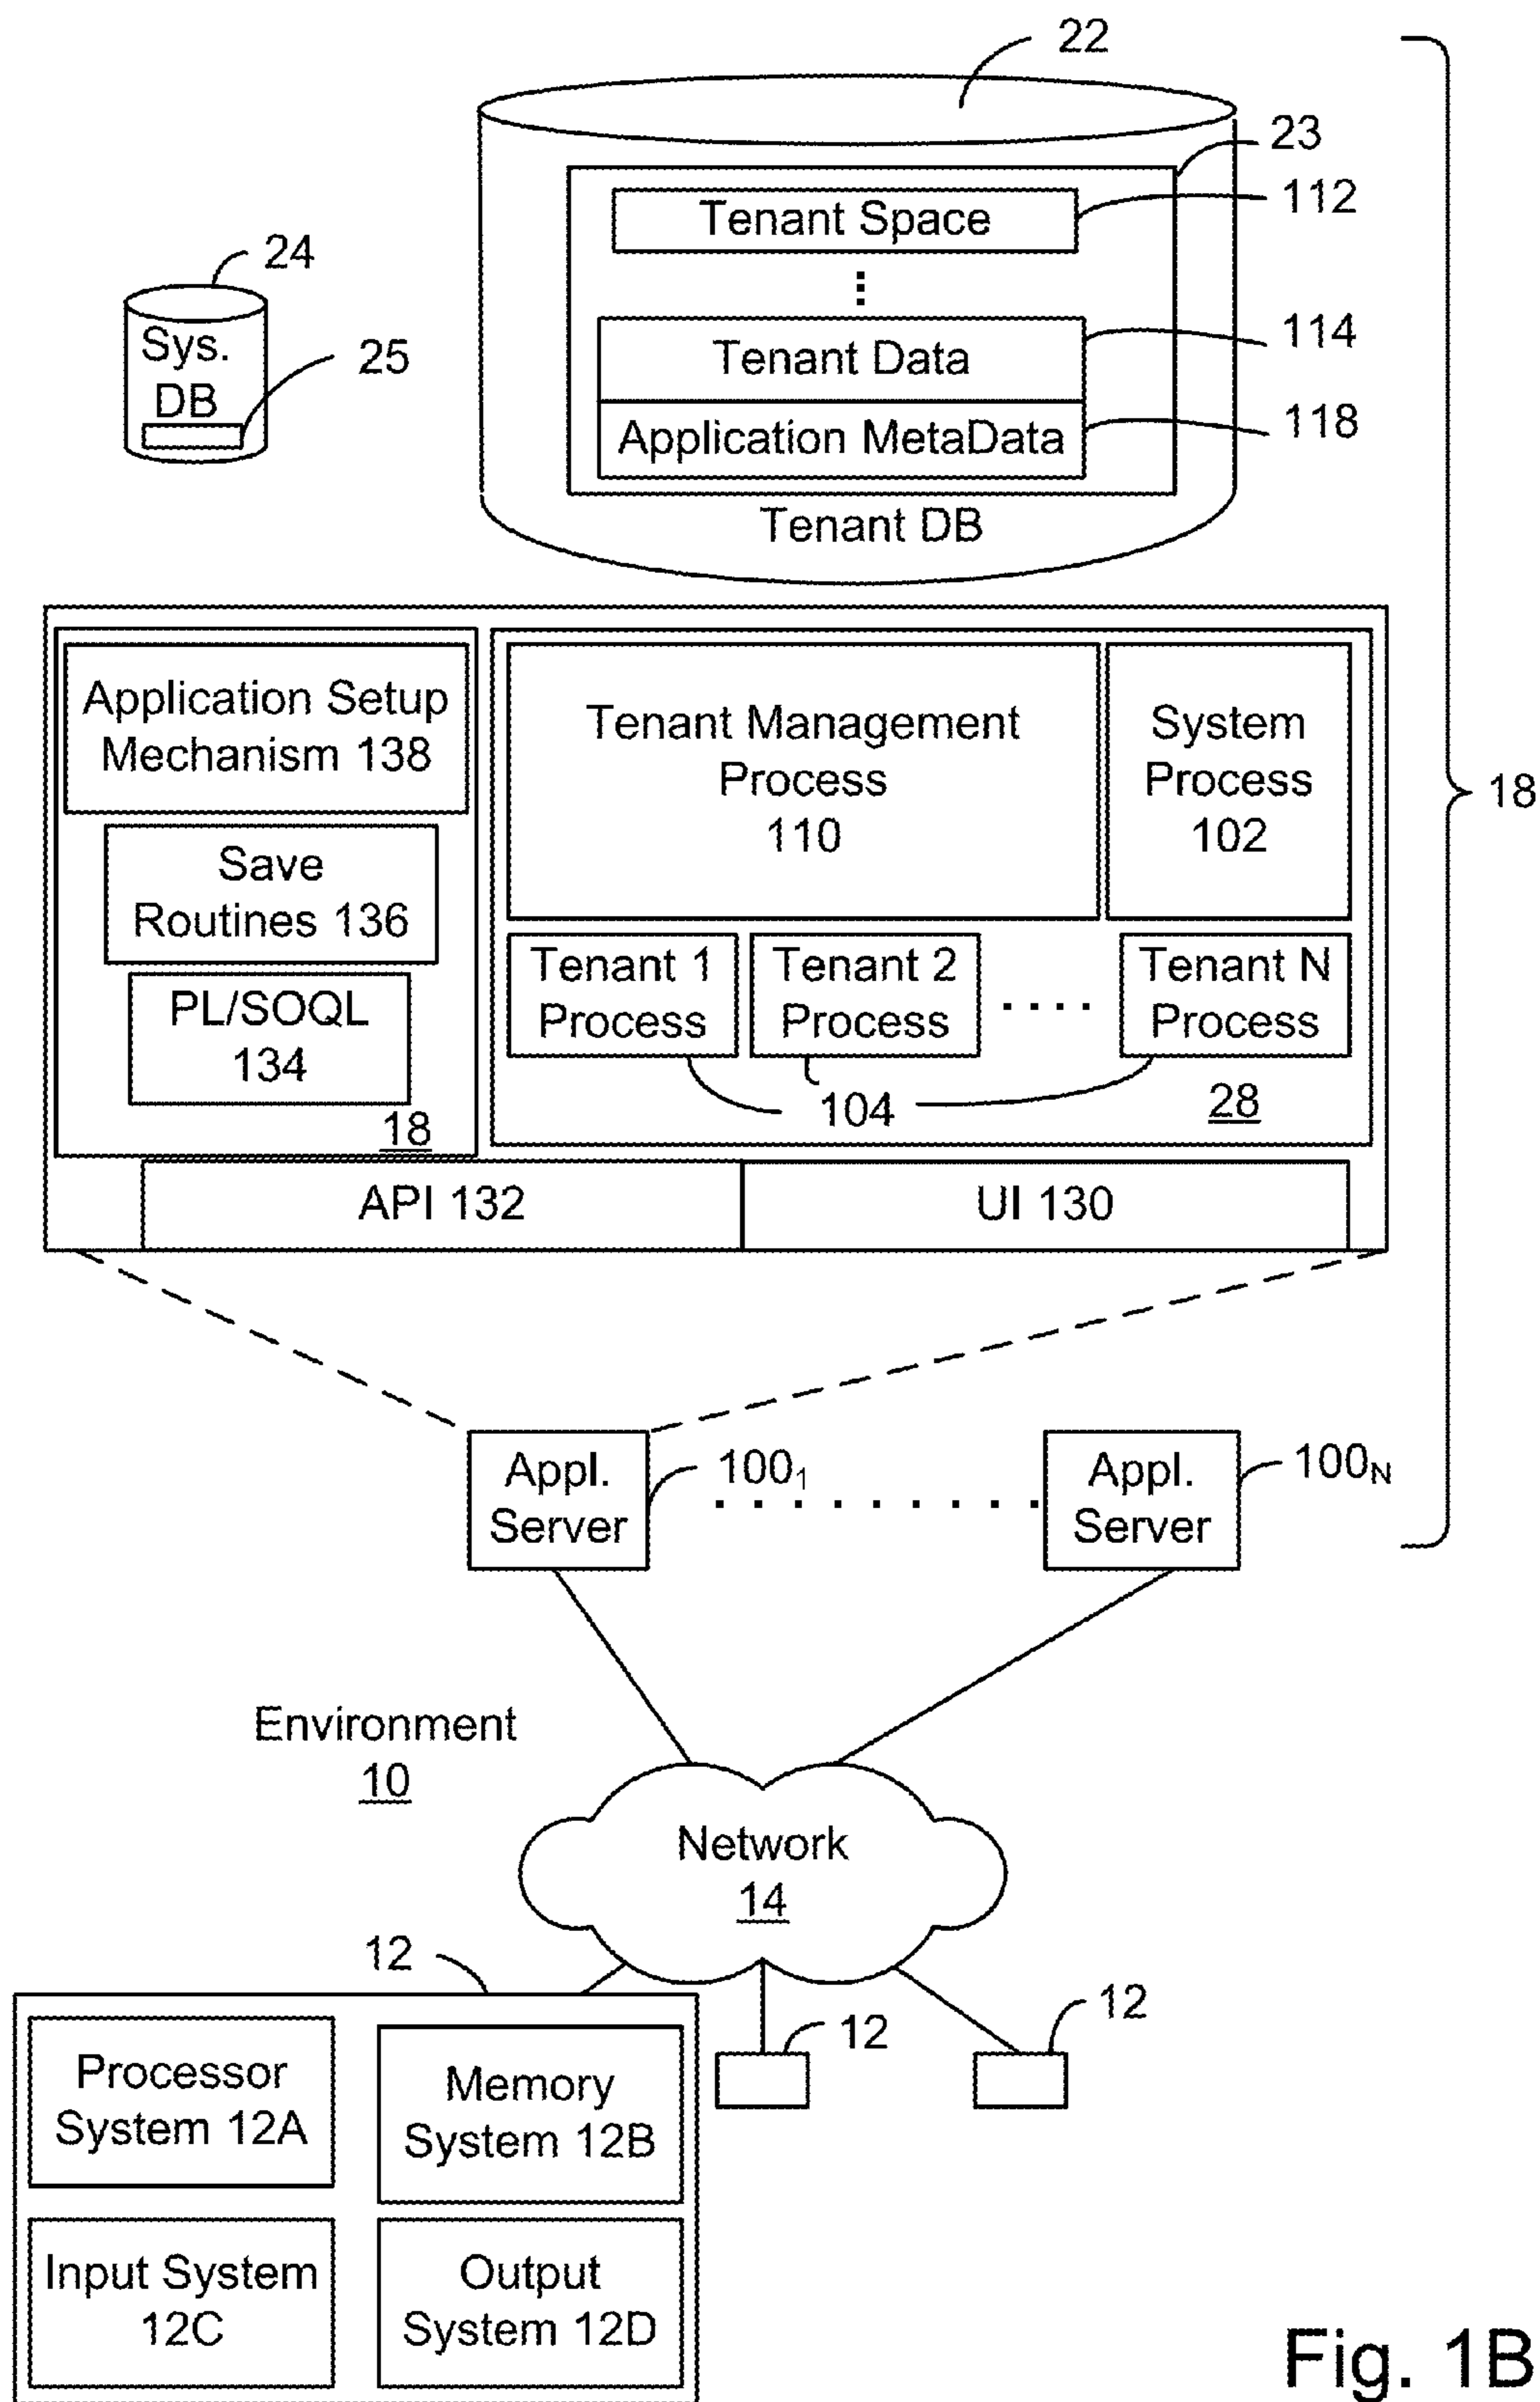 22
23
Tenant Space
112
24
Sys.
DB
25
Tenant Data
114
Application MetaData
118
Tenant DB
Application Setup
Mechanism 138
Save
Routines 136
PL/SOQL
134
18
Tenant Management
Process
110
System
Process
102
Tenant 1
Process
Tenant 2
Process
. . . .
Tenant N
Process
104
28
18
API 132
UI 130
Appl.
Server
100₁
. . . . . . . . .
Appl.
Server
100N
Environment
10
Network
14
12
12
12
Processor
System 12A
Memory
System 12B
Input System
12C
Output
System 12D
Fig. 1B